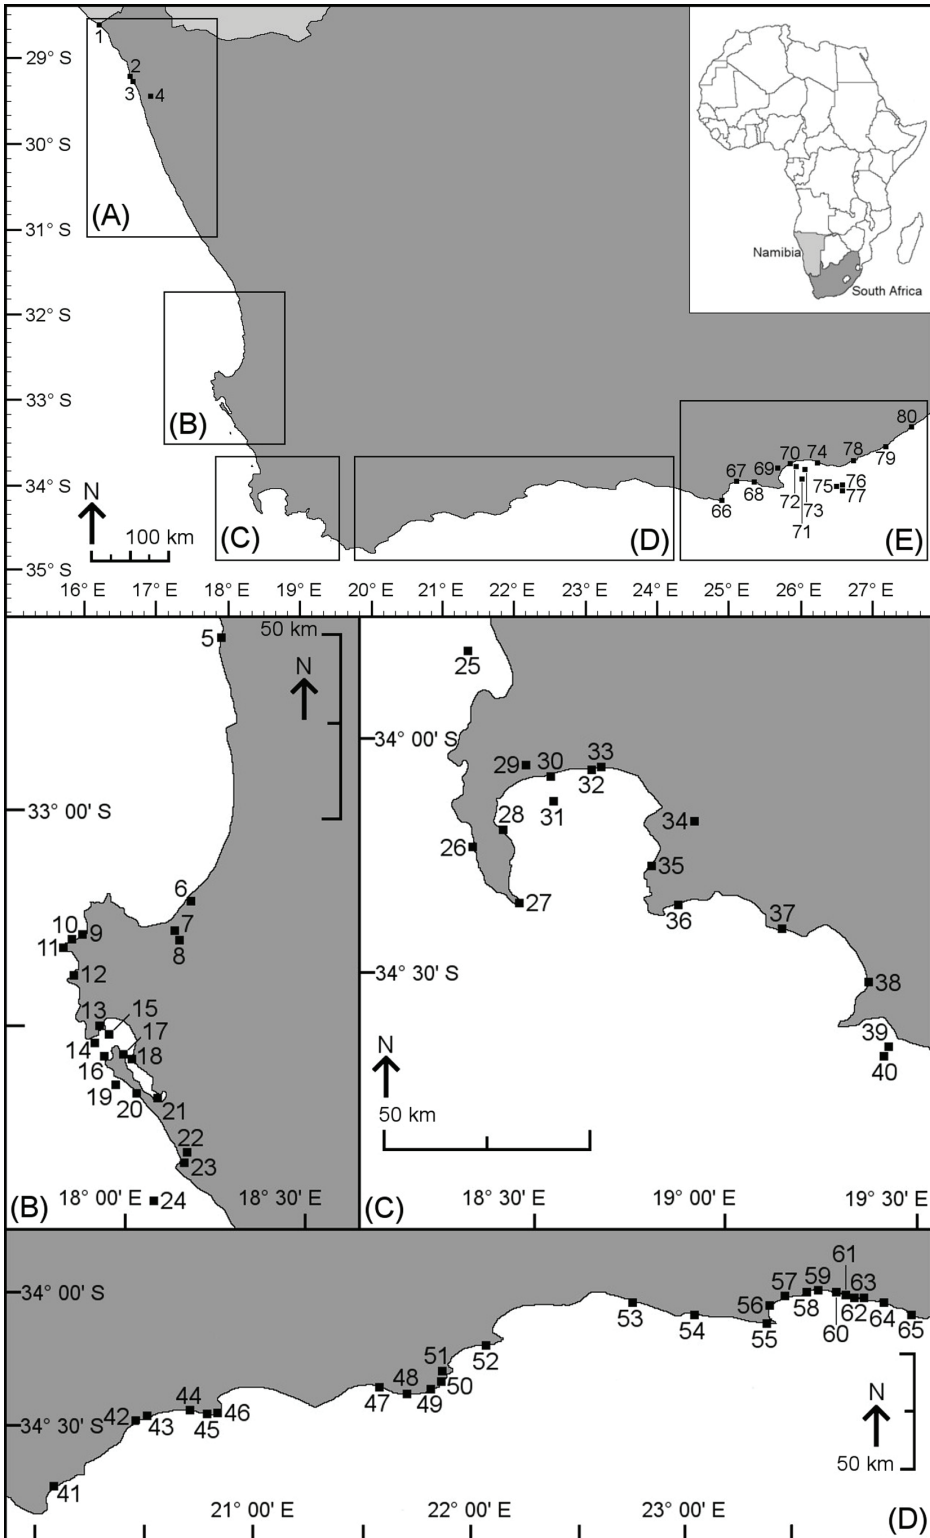 1
29° S
2
3
4
30° S
(A)
31° S
Namibia
South Africa
32° S
33° S
(B)
80
70 74 78
79
67 69
68
75 76
77
66
72 73
71
34° S
N
(C)
(D)
(E)
100 km
35° S
16° E 17° E 18° E 19° E 20° E 21° E 22° E 23° E 24° E 25° E 26° E 27° E
5
50 km
N
33° 00' S
6
7
8
10 9
11
12
13 15
17
14
18
16
19
20 21
22
23
24
(B)
18° 00' E 18° 30' E
25
34° 00' S
29 30 33
32
31
28
34
26
35
27
36
37
34° 30' S
38
39
40
N
50 km
(C)
18° 30' E 19° 00' E 19° 30' E
34° 00' S
61
57 59 63
56
58 62 64
60
53 54 55 65
51
52
50
48
47 49
44
42
43 45 46
34° 30' S
41
N
50 km
21° 00' E 22° 00' E 23° 00' E
(D)